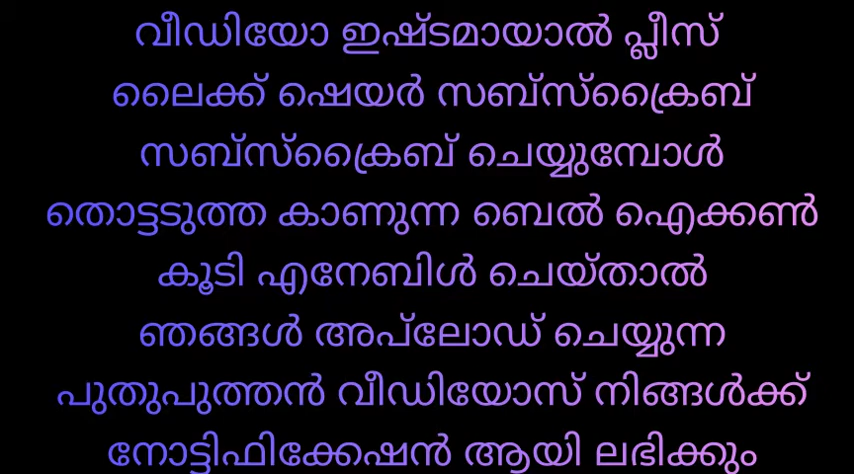 വീഡിയോ ഇഷ്ടമായാൽ പ്ലീസ്
ലൈക്ക് ഷെയർ സബ്സ്ക്രൈബ്
സബ്സ്ക്രൈബ് ചെയ്യുമ്പോൾ
തൊട്ടടുത്ത കാണുന്ന ബെൽ ഐക്കൺ
കൂടി എനേബിൾ ചെയ്താൽ
ഞങ്ങൾ അപ്ലോഡ് ചെയ്യുന്ന
പുതുപുത്തൻ വീഡിയോസ് നിങ്ങൾക്ക്
നോട്ടിഫിക്കേഷൻ ആയി ലഭിക്കും